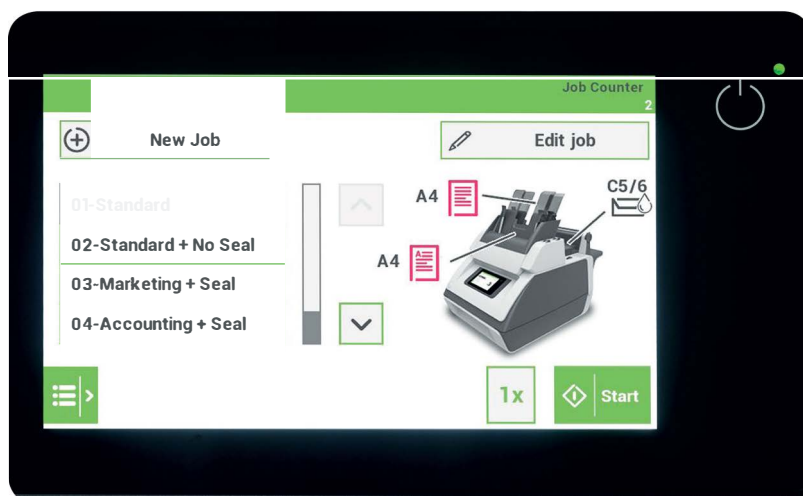 Job Counter
2
New Job
Edit job
01-Standard
02-Standard + No Seal
03-Marketing + Seal
04-Accounting + Seal
A4
C5/6
A4
1x
Start